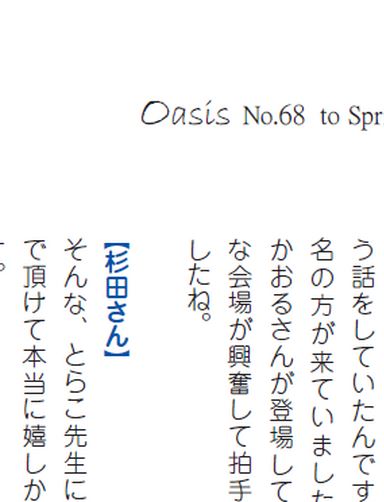 Oasis No.68 to Spr
う話をしていたんです
名の方が来ていました
かおるさんが登場して
な会場が興奮して拍手
したね。
【杉田さん】
そんな、とらこ先生に
で頂けて本当に嬉しか
す。